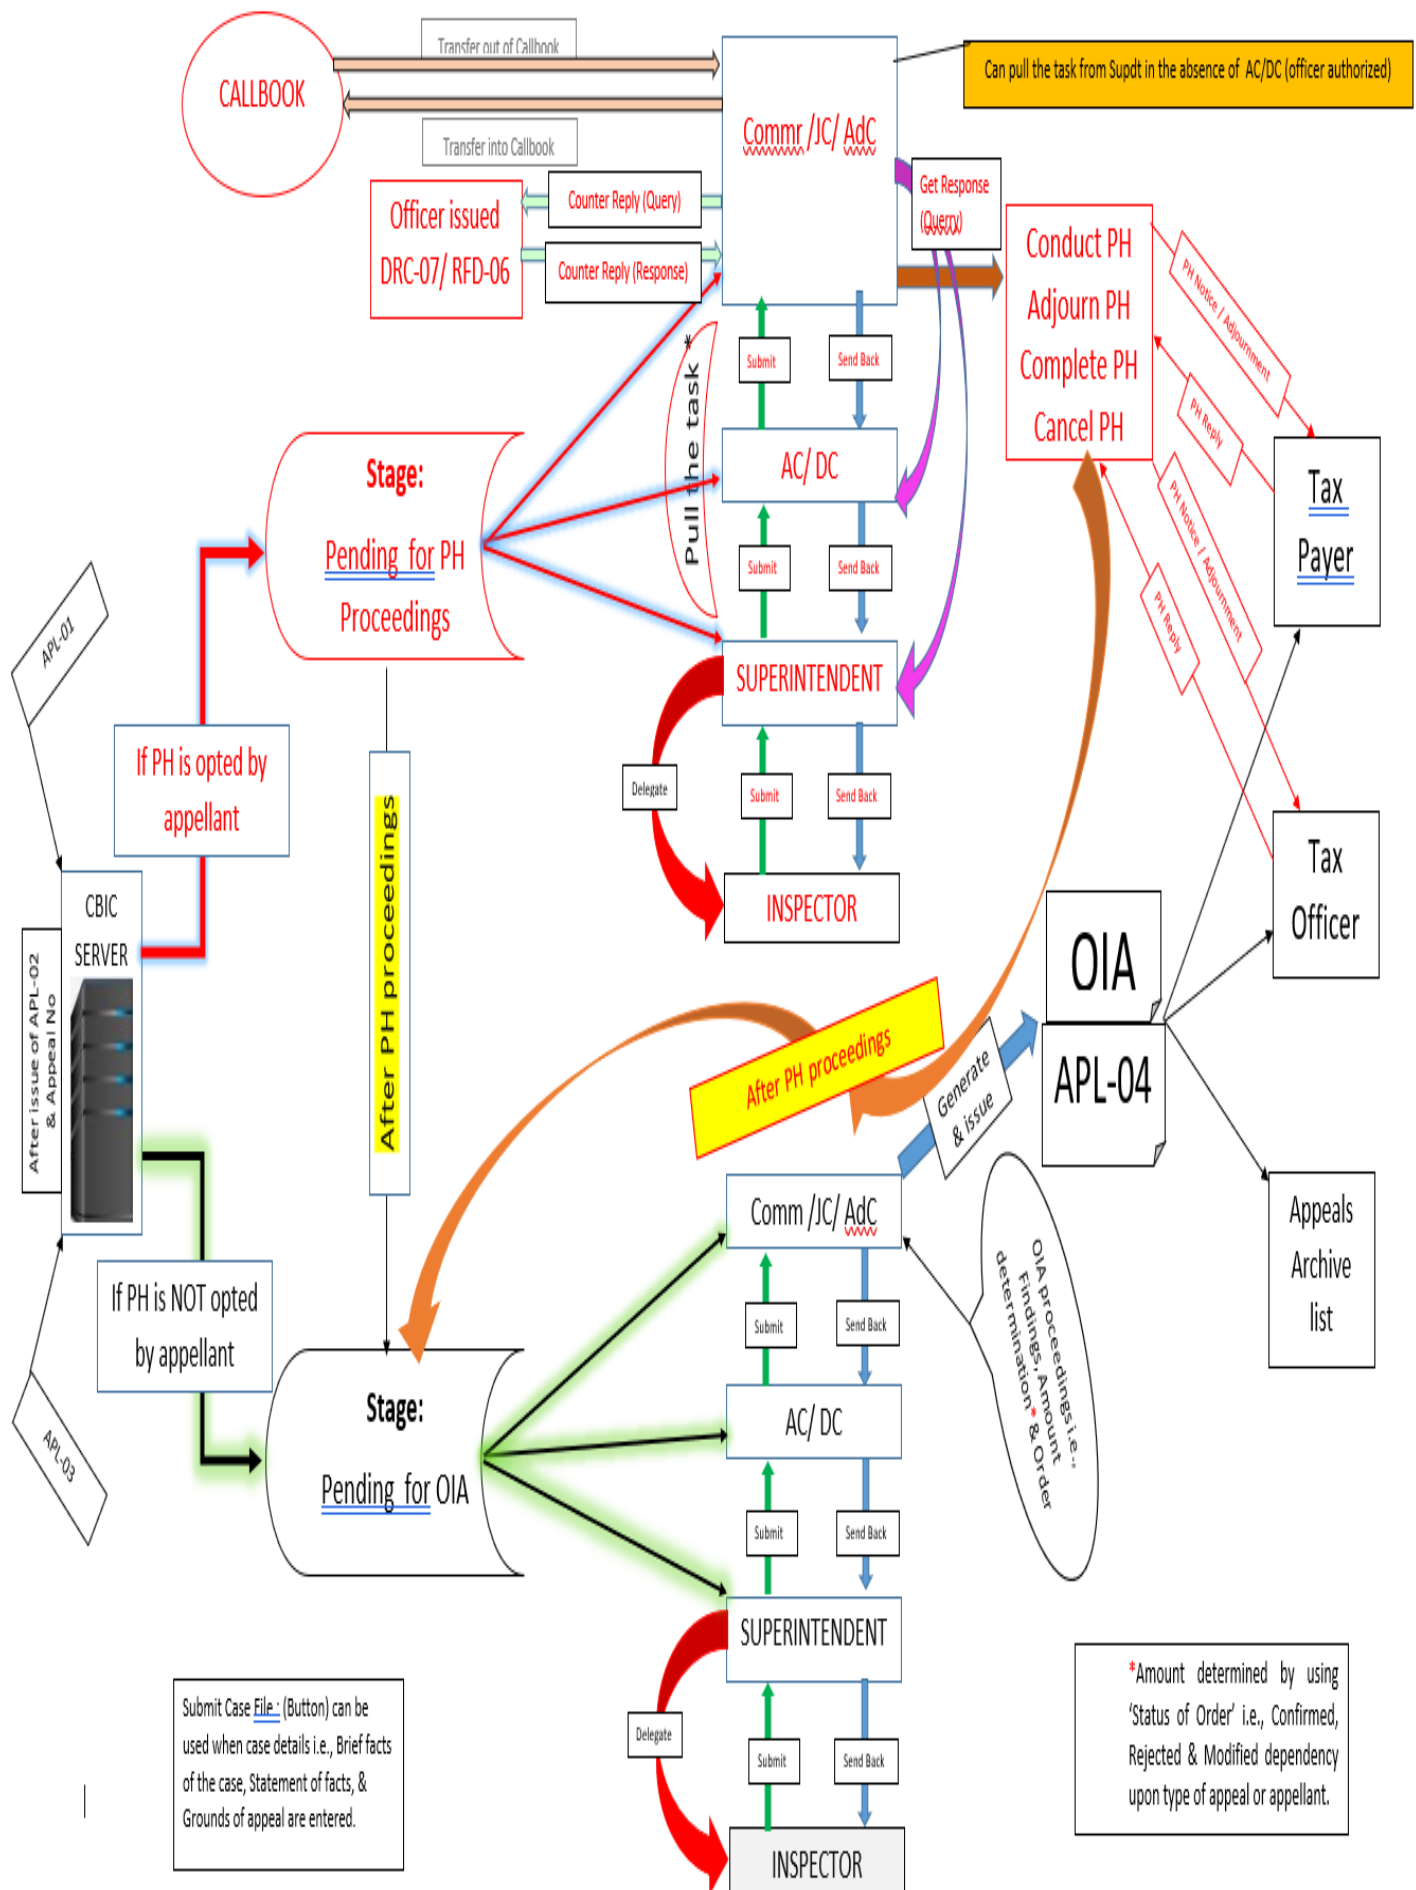 Transfer out of Callbook
CALLBOOK
Transfer into Callbook
Can pull the task from Supdt in the absence of AC/DC (officer authorized)
Commr /JC/ AdC
Officer issued
DRC-07/ RFD-06
Counter Reply (Query)
Counter Reply (Response)
Get Response
(Querry)
Conduct PH
Adjourn PH
Complete PH
Cancel PH
PH Notice / Adjournment
PH Reply
PH Notice / Adjournment
PH Reply
Tax
Payer
Tax
Officer
Pull the task *
Submit
Send Back
AC/ DC
Submit
Send Back
SUPERINTENDENT
Delegate
Submit
Send Back
INSPECTOR
Stage:
Pending for PH
Proceedings
APL-01
If PH is opted by
appellant
CBIC
SERVER
After issue of APL-02
& Appeal No
After PH proceedings
If PH is NOT opted
by appellant
APL-03
Stage:
Pending for OIA
After PH proceedings
Generate
& issue
OIA
APL-04
Appeals
Archive
list
Comm /JC/ AdC
OIA proceedings i.e.,
Findings, Amount
determination* & Order
Submit
Send Back
AC/ DC
Submit
Send Back
SUPERINTENDENT
Delegate
Submit
Send Back
INSPECTOR
Submit Case File : (Button) can be
used when case details i.e., Brief facts
of the case, Statement of facts, &
Grounds of appeal are entered.
*Amount determined by using
‘Status of Order’ i.e., Confirmed,
Rejected & Modified dependency
upon type of appeal or appellant.